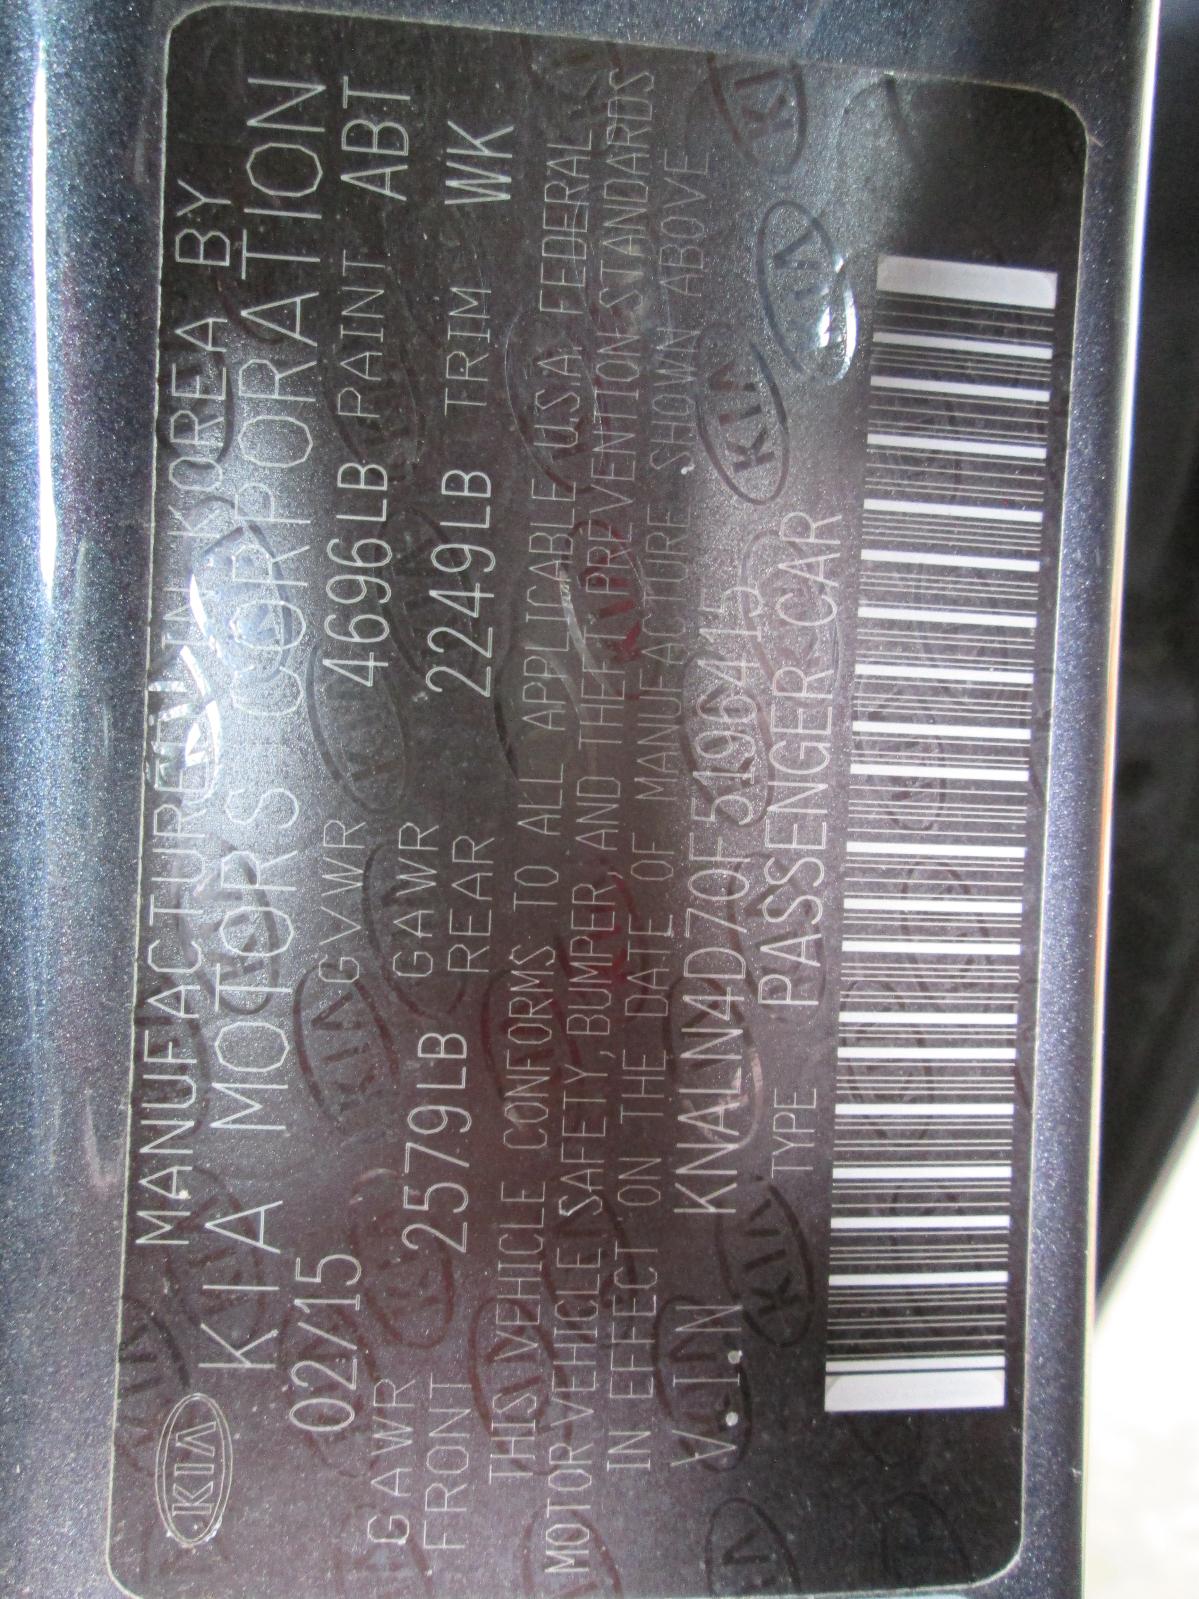 KIA
MANUFACTURED IN KOREA BY
KIA MOTORS CORPORATION
02/15 GVWR 4696LB PAINT ABT
GAWR FRONT 2579LB GAWR REAR 2249LB TRIM WK
THIS VEHICLE CONFORMS TO ALL APPLICABLE USA FEDERAL
MOTOR VEHICLE SAFETY, BUMPER, AND THEFT PREVENTION STANDARDS
IN EFFECT ON THE DATE OF MANUFACTURE SHOWN ABOVE
V.I.N. KNALN4D70F5196415
TYPE PASSENGER CAR